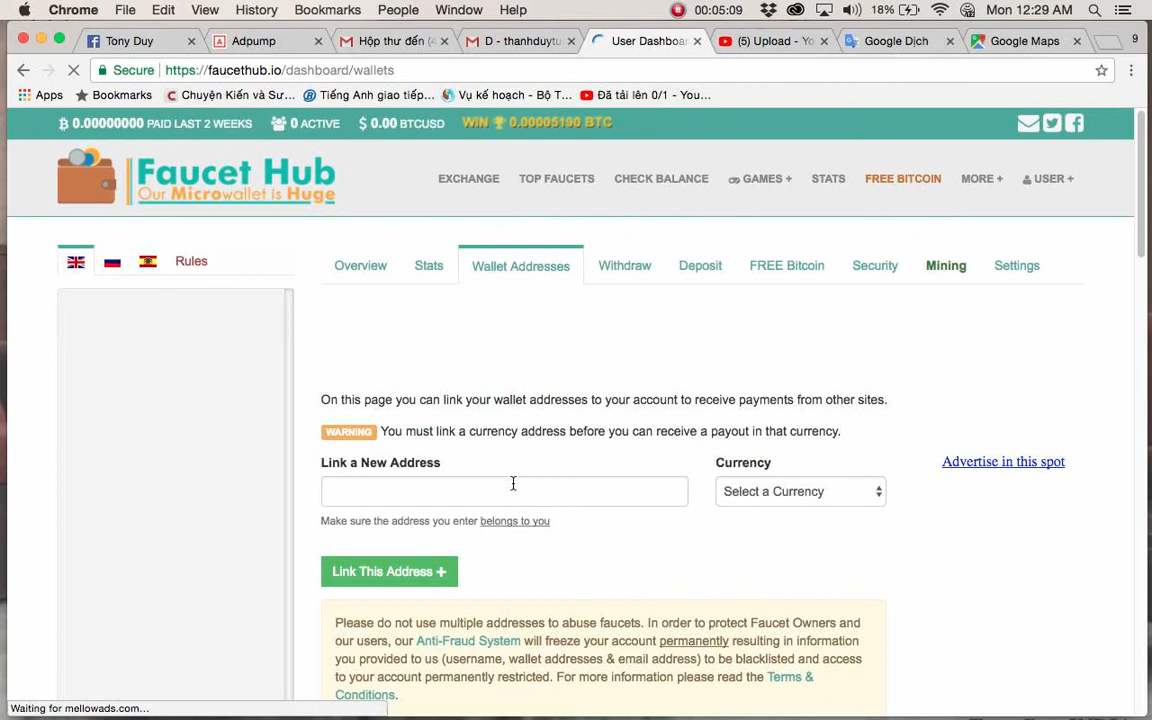 Chrome File Edit View History Bookmarks People Window Help 00:05:09 18% Mon 12:29 AM
Tony Duy
Adpump
Hộp thư đến (4
D - thanhduytu
User Dashboa
(5) Upload - Yo
Google Dịch
Google Maps
9
Secure https://faucethub.io/dashboard/wallets
Apps Bookmarks Chuyện Kiến và Sư... Tiếng Anh giao tiếp... Vụ kế hoạch - Bộ T... Đã tải lên 0/1 - You...
0.00000000 PAID LAST 2 WEEKS 0 ACTIVE $ 0.00 BTCUSD WIN 0.00005190 BTC
Faucet Hub
Our Microwallet is Huge
EXCHANGE TOP FAUCETS CHECK BALANCE GAMES + STATS FREE BITCOIN MORE + USER +
Rules
Overview Stats Wallet Addresses Withdraw Deposit FREE Bitcoin Security Mining Settings
On this page you can link your wallet addresses to your account to receive payments from other sites.
WARNING You must link a currency address before you can receive a payout in that currency.
Link a New Address Currency
Advertise in this spot
Select a Currency
Make sure the address you enter belongs to you
Link This Address +
Please do not use multiple addresses to abuse faucets. In order to protect Faucet Owners and
our users, our Anti-Fraud System will freeze your account permanently resulting in information
you provided to us (username, wallet addresses & email address) to be blacklisted and access
to your account permanently restricted. For more information please read the Terms &
Conditions.
Waiting for mellowads.com...